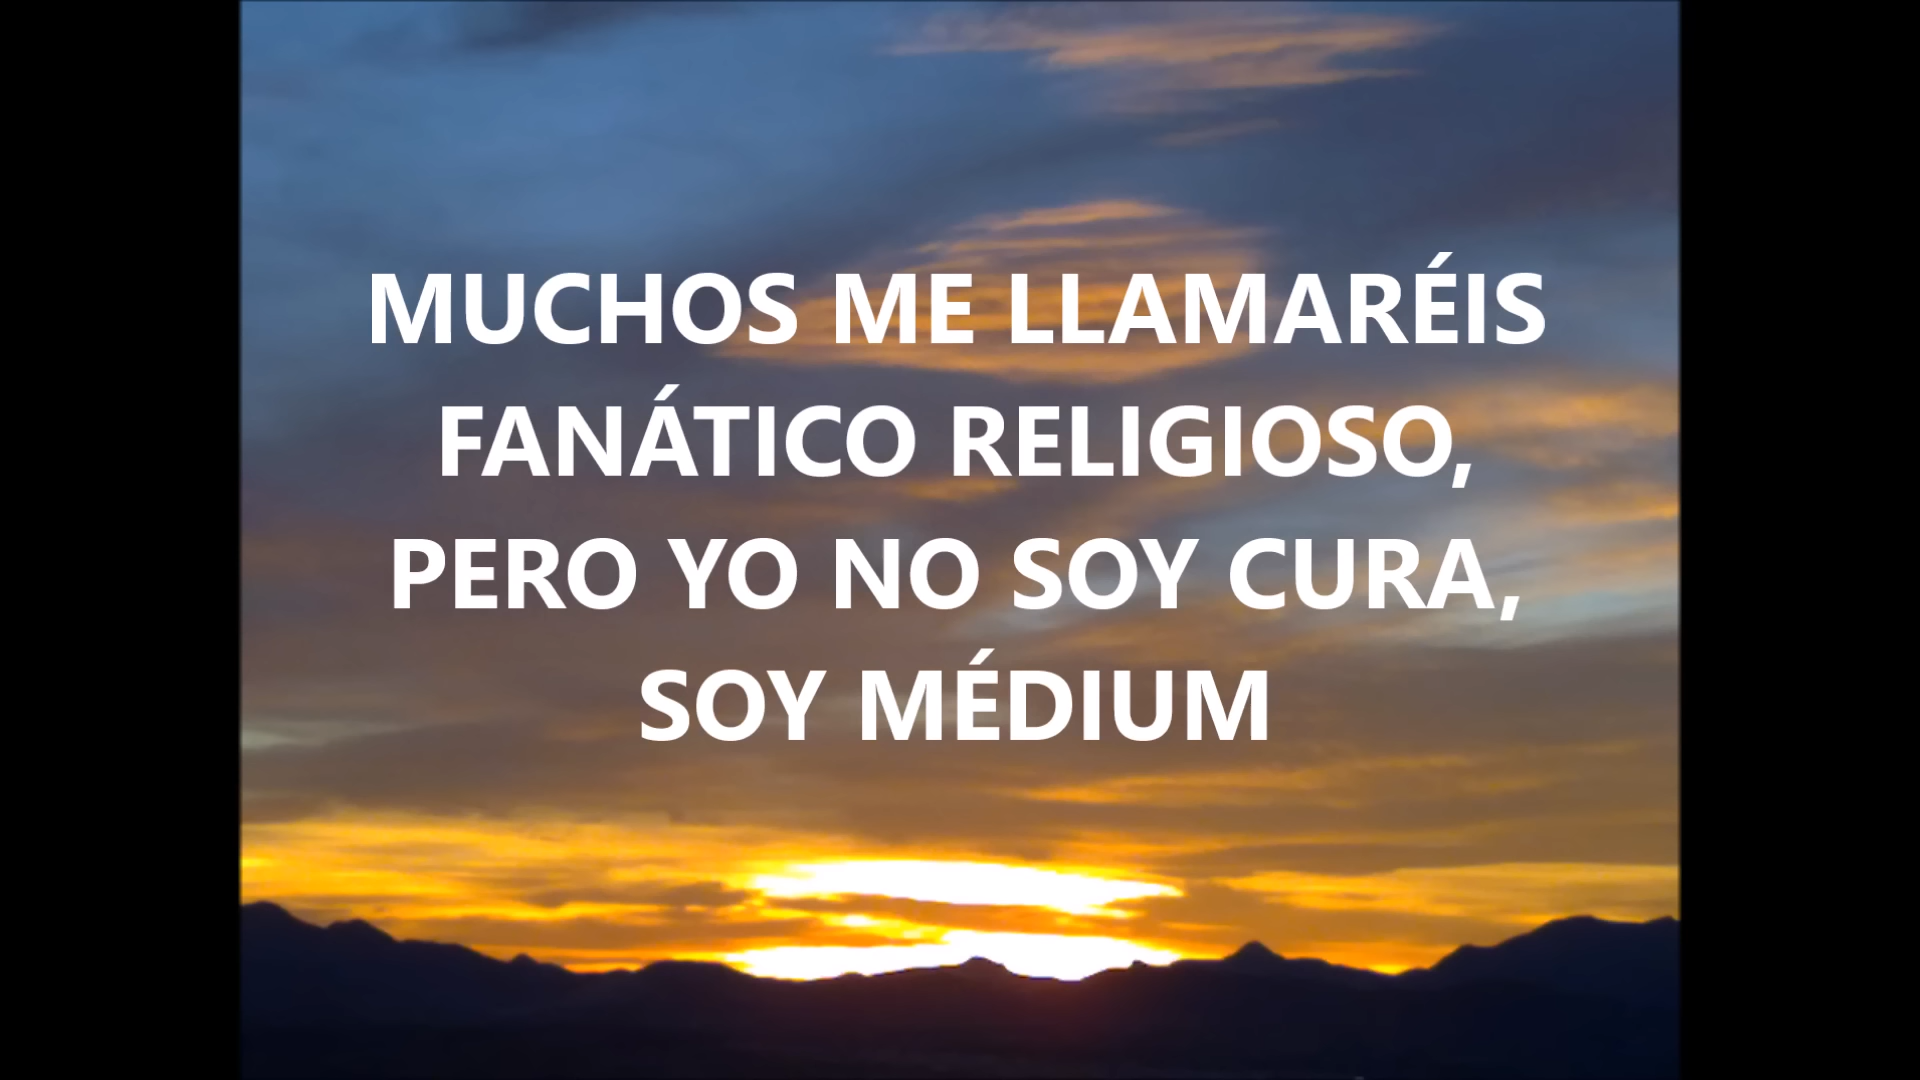 MUCHOS ME LLAMARÉIS
FANÁTICO RELIGIOSO,
PERO YO NO SOY CURA,
SOY MÉDIUM